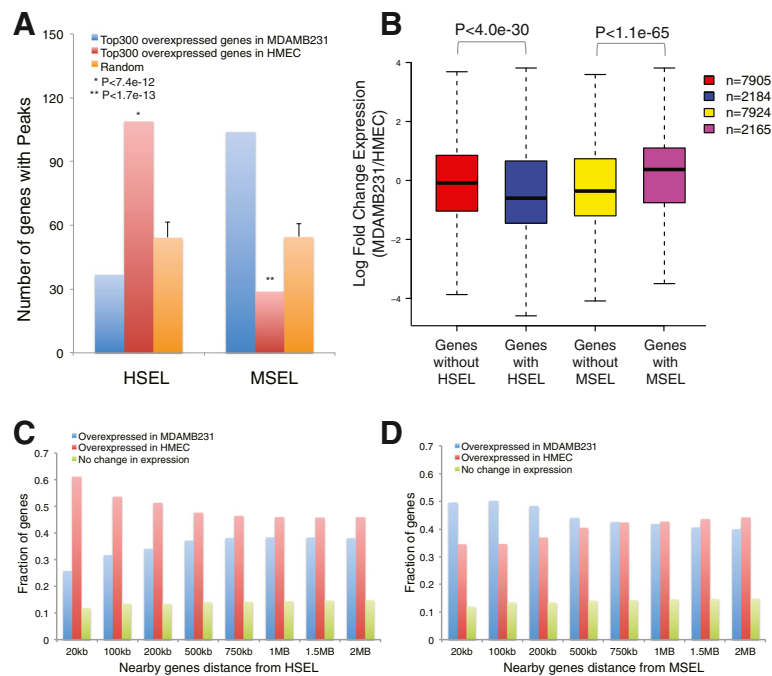 A
Top300 overexpressed genes in MDAMB231
Top300 overexpressed genes in HMEC
Random
* P<7.4e-12
** P<1.7e-13
Number of genes with Peaks
150
120
90
60
30
0
*
**
HSEL
MSEL
B
P<4.0e-30
P<1.1e-65
Log Fold Change Expression
(MDAMB231/HMEC)
4
2
0
−2
−4
n=7905
n=2184
n=7924
n=2165
Genes without HSEL
Genes with HSEL
Genes without MSEL
Genes with MSEL
C
Overexpressed in MDAMB231
Overexpressed in HMEC
No change in expression
Fraction of genes
0.7
0.6
0.5
0.4
0.3
0.2
0.1
0
20kb 100kb 200kb 500kb 750kb 1MB 1.5MB 2MB
Nearby genes distance from HSEL
D
Overexpressed in MDAMB231
Overexpressed in HMEC
No change in expression
Fraction of genes
0.7
0.6
0.5
0.4
0.3
0.2
0.1
0
20kb 100kb 200kb 500kb 750kb 1MB 1.5MB 2MB
Nearby genes distance from MSEL